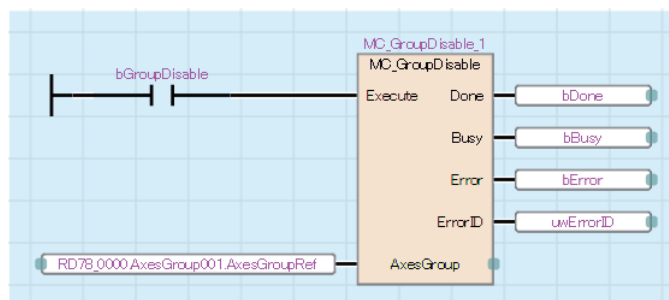 MC_GroupDisable_1
bGroupDisable
MC_GroupDisable
Execute Done bDone
Busy bBusy
Error bError
ErrorID uwErrorID
RD78_0000.AxesGroup001.AxesGroupRef AxesGroup